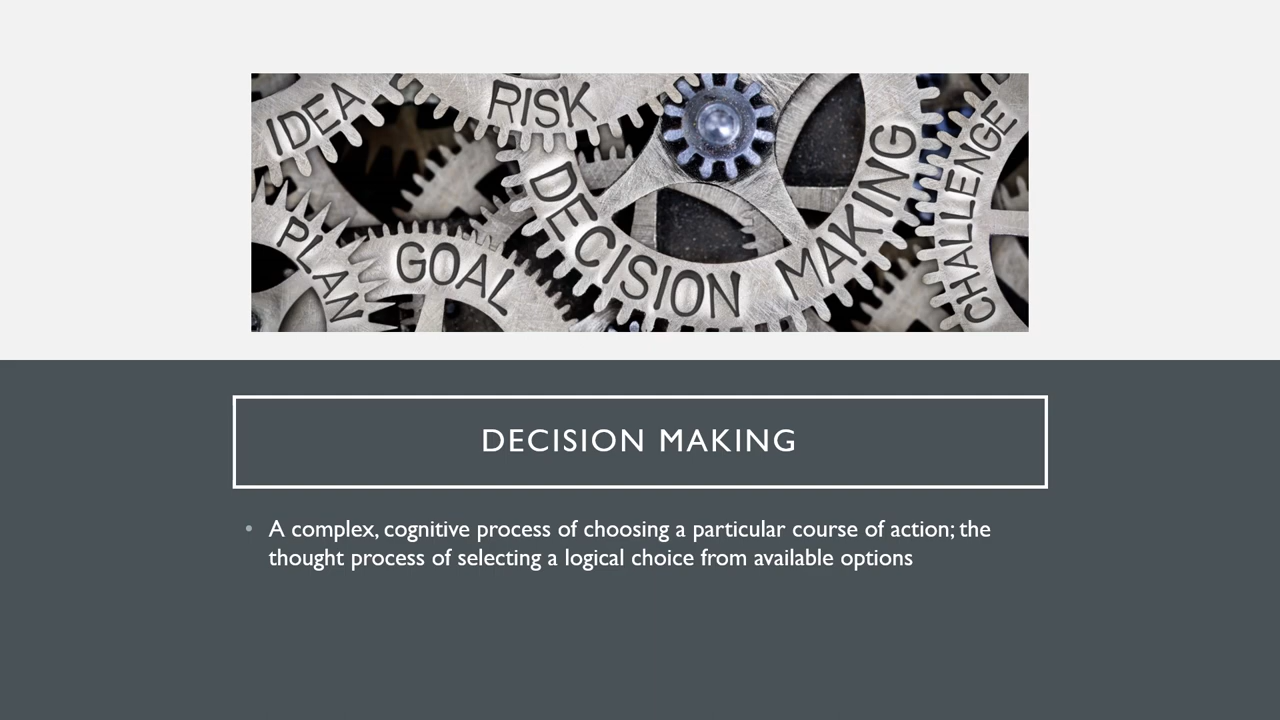 IDEA
RISK
PLAN
GOAL
DECISION MAKING
CHALLENGE
DECISION MAKING
• A complex, cognitive process of choosing a particular course of action; the
thought process of selecting a logical choice from available options